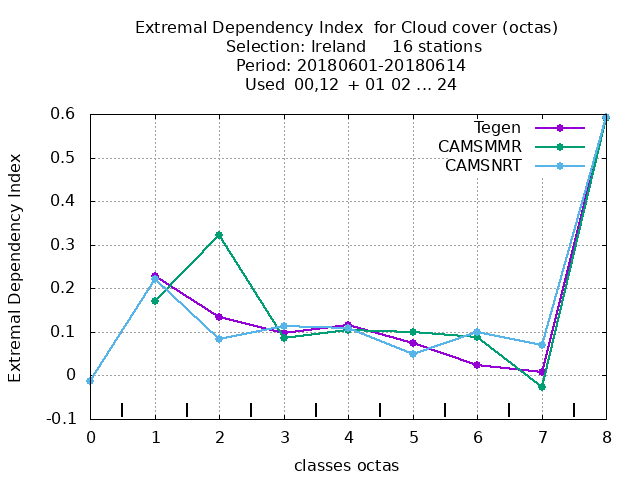 Extremal Dependency Index for Cloud cover (octas)
Selection: Ireland 16 stations
Period: 20180601-20180614
Used 00,12 + 01 02 ... 24
Extremal Dependency Index
0.6
0.5
0.4
0.3
0.2
0.1
0
-0.1
Tegen
CAMSMMR
CAMSNRT
0 1 2 3 4 5 6 7 8
classes octas